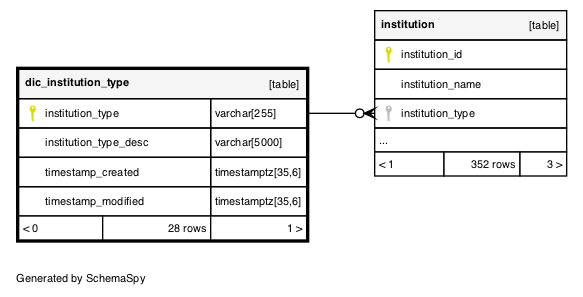 institution [table]
institution_id
institution_name
institution_type
...
< 1 352 rows 3 >
dic_institution_type [table]
institution_type varchar[255]
institution_type_desc varchar[5000]
timestamp_created timestamptz[35,6]
timestamp_modified timestamptz[35,6]
< 0 28 rows 1 >
Generated by SchemaSpy